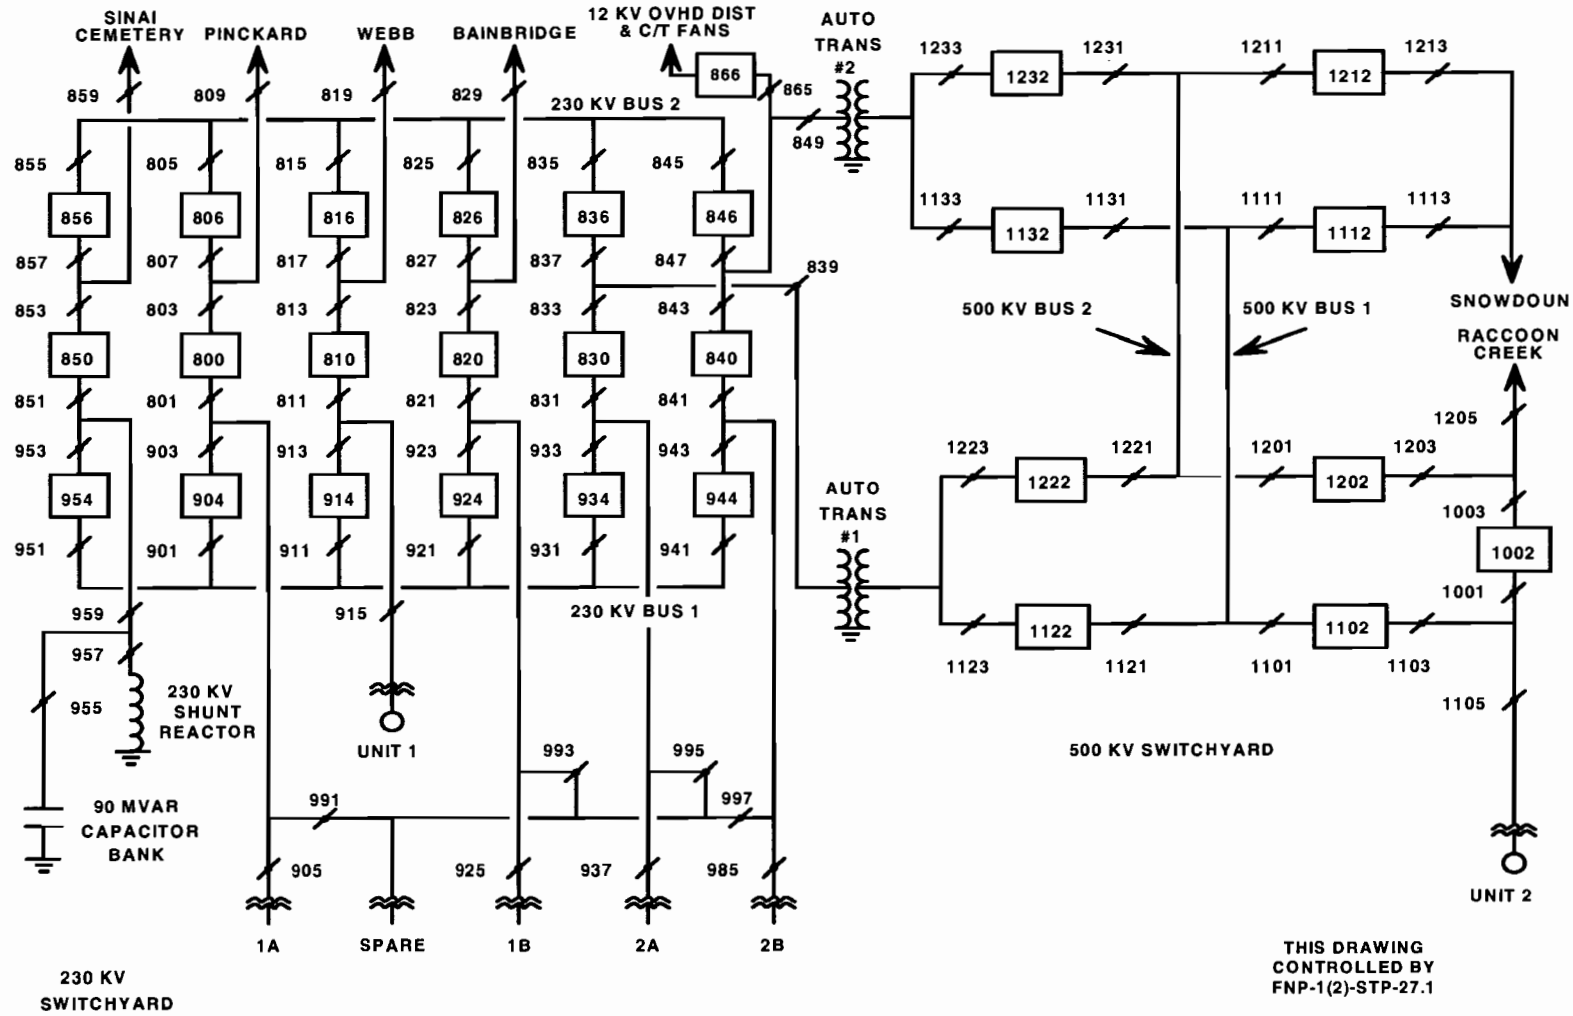 SINAI
CEMETERY
PINCKARD
WEBB
BAINBRIDGE
12 KV OVHD DIST
& C/T FANS
AUTO
TRANS
#2
859
809
819
829
866
865
849
230 KV BUS 2
1233
1232
1231
1211
1212
1213
855
805
815
825
835
845
856
806
816
826
836
846
1133
1132
1131
1111
1112
1113
857
807
817
827
837
847
839
853
803
813
823
833
843
500 KV BUS 2
500 KV BUS 1
SNOWDOUN
RACCOON
CREEK
850
800
810
820
830
840
851
801
811
821
831
841
1205
953
903
913
923
933
943
1223
1222
1221
1201
1202
1203
954
904
914
924
934
944
AUTO
TRANS
#1
1003
1002
1001
951
901
911
921
931
941
959
915
230 KV BUS 1
1123
1122
1121
1101
1102
1103
957
955
230 KV
SHUNT
REACTOR
UNIT 1
1105
993
995
500 KV SWITCHYARD
90 MVAR
CAPACITOR
BANK
991
997
905
925
937
985
UNIT 2
1A
SPARE
1B
2A
2B
230 KV
SWITCHYARD
THIS DRAWING
CONTROLLED BY
FNP-1(2)-STP-27.1